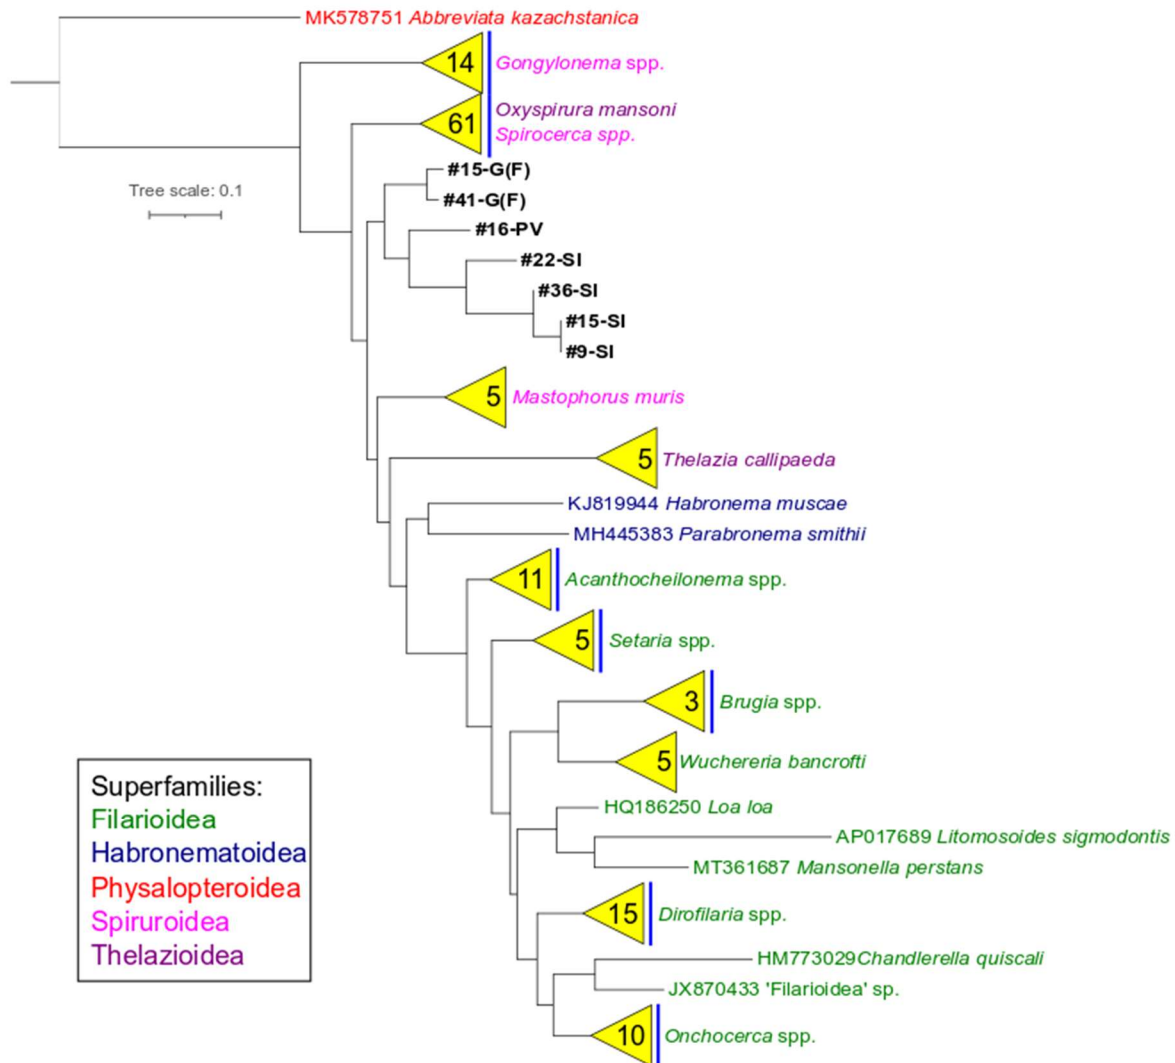 MK578751 Abbreviata kazachstanica
14 Gongylonema spp.
61 Oxyspirura mansoni
Spirocerca spp.
#15-G(F)
Tree scale: 0.1
#41-G(F)
#16-PV
#22-SI
#36-SI
#15-SI
#9-SI
5 Mastophorus muris
5 Thelazia callipaeda
KJ819944 Habronema muscae
MH445383 Parabronema smithii
11 Acanthocheilonema spp.
5 Setaria spp.
3 Brugia spp.
5 Wuchereria bancrofti
HQ186250 Loa loa
AP017689 Litomosoides sigmodontis
MT361687 Mansonella perstans
15 Dirofilaria spp.
HM773029Chandlerella quiscali
JX870433 'Filarioidea' sp.
10 Onchocerca spp.
Superfamilies:
Filarioidea
Habronematoidea
Physalopteroidea
Spiruroidea
Thelazioidea